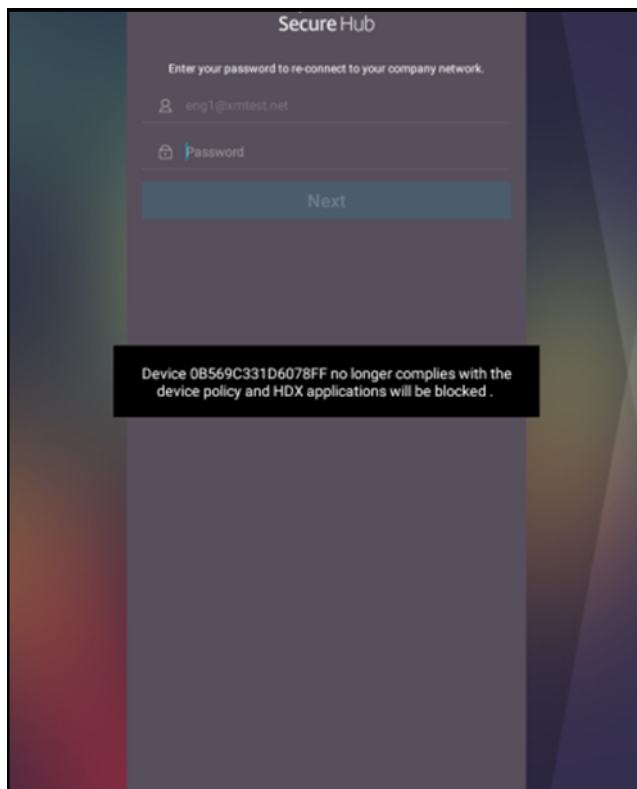 Secure Hub
Enter your password to re-connect to your company network.
eng1@xmtest.net
Password
Next
Device 0B569C331D6078FF no longer complies with the
device policy and HDX applications will be blocked .